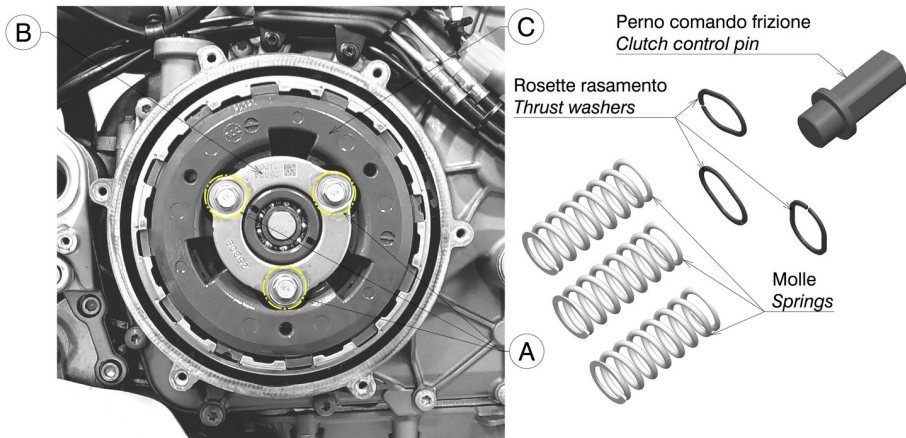 B
C
A
Perno comando frizione
Clutch control pin
Rosette rasamento
Thrust washers
Molle
Springs